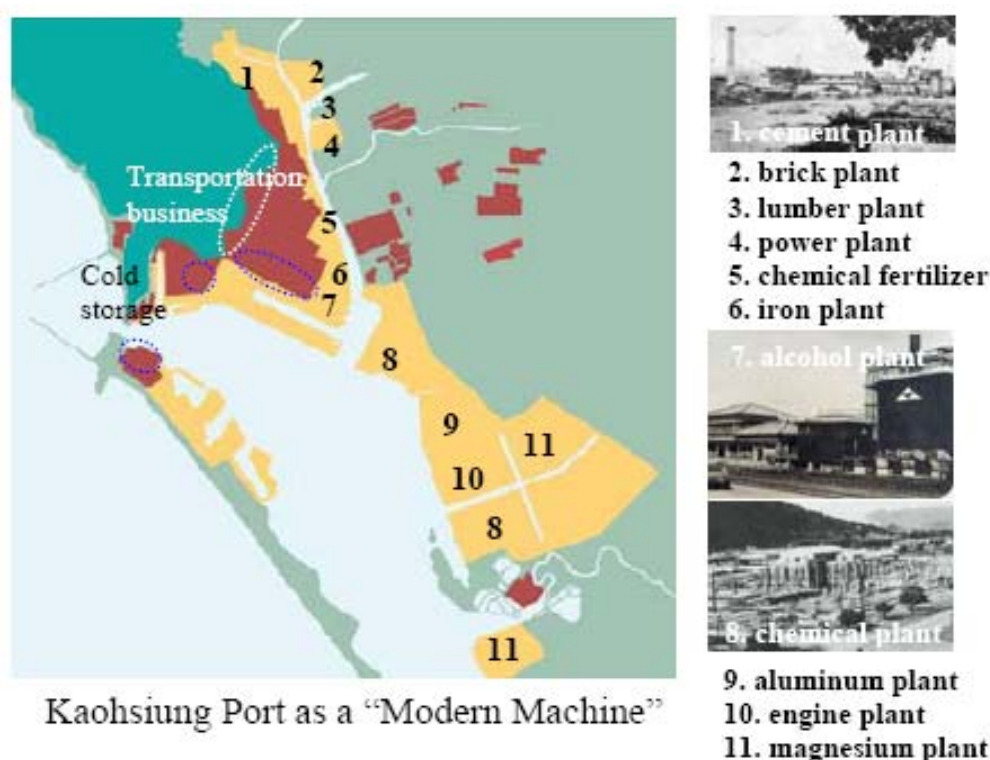 1
2
3
4
Transportation
business
5
Cold
storage
6
7
8
9
11
10
8
11
Kaohsiung Port as a “Modern Machine”
1. cement plant
2. brick plant
3. lumber plant
4. power plant
5. chemical fertilizer
6. iron plant
7. alcohol plant
8. chemical plant
9. aluminum plant
10. engine plant
11. magnesium plant